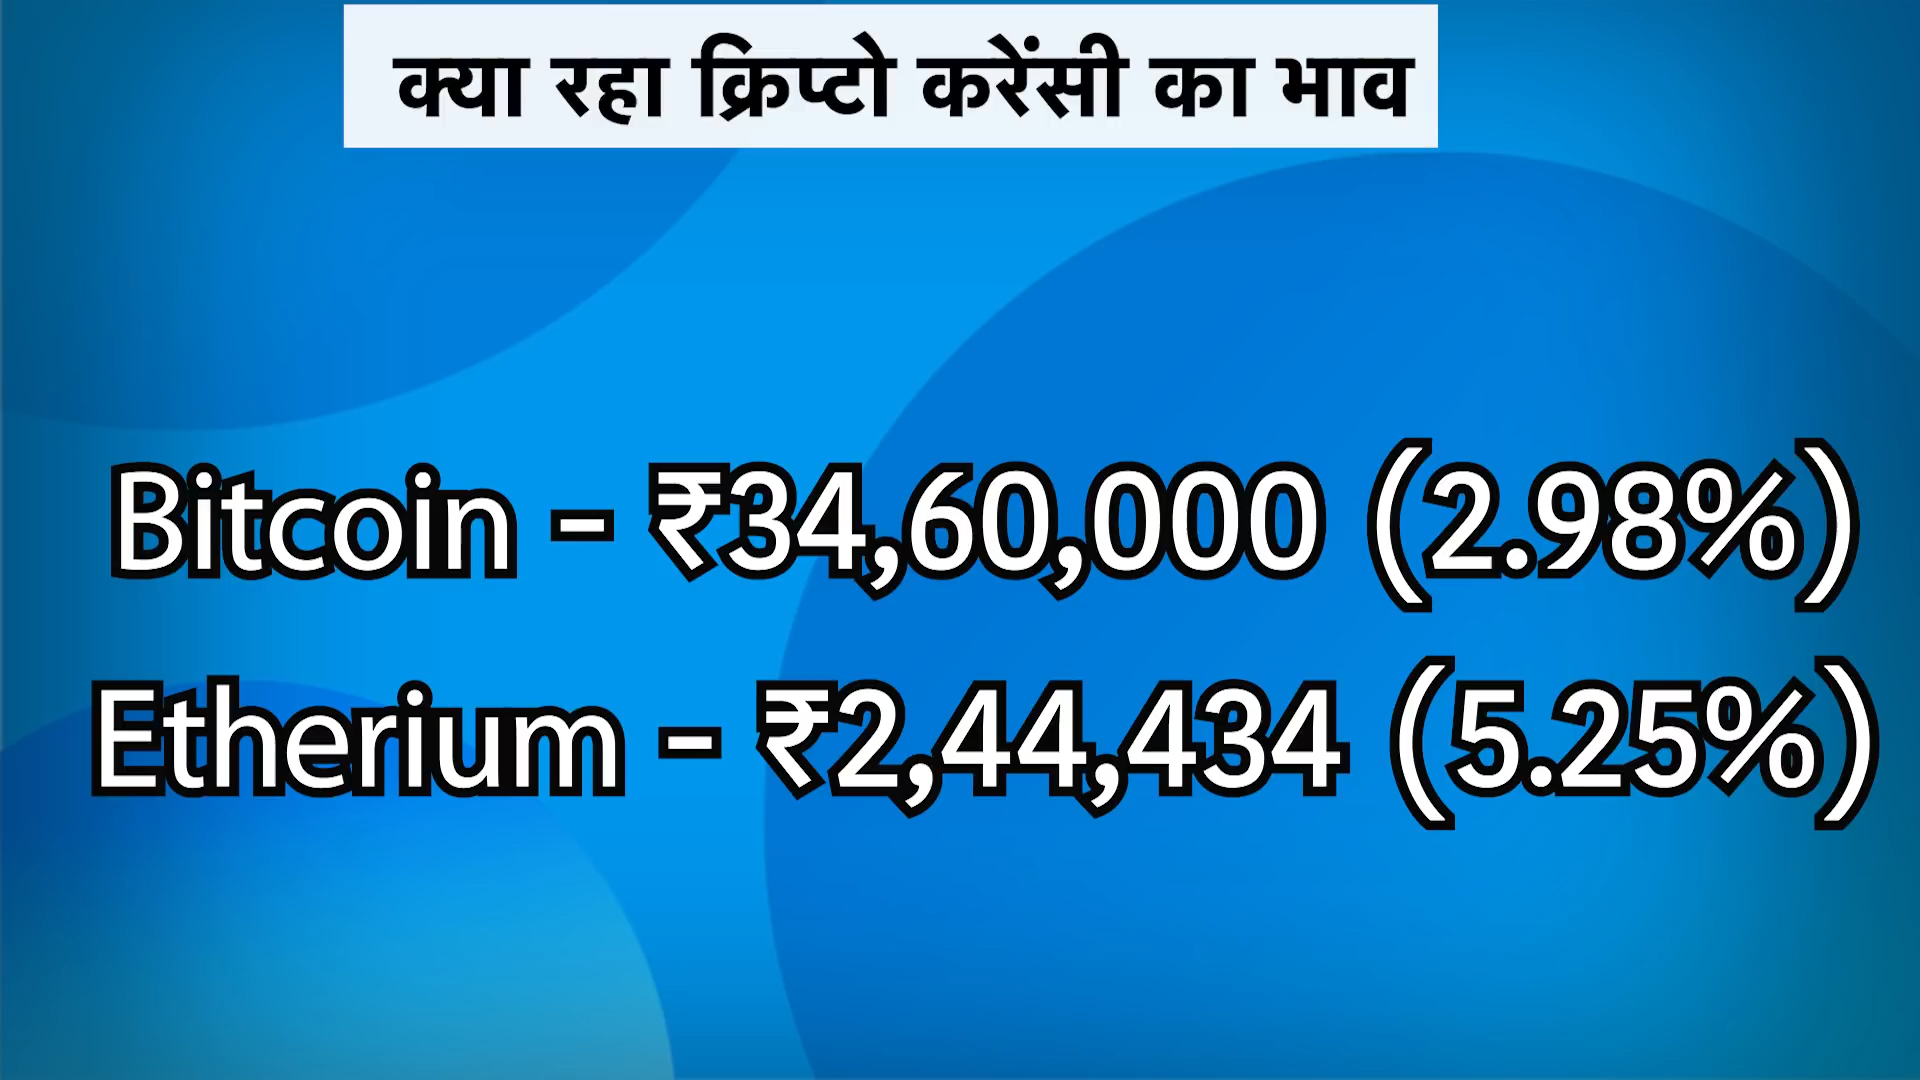 क्या रहा क्रिप्टो करेंसी का भाव
Bitcoin - ₹34,60,000 (2.98%)
Etherium - ₹2,44,434 (5.25%)